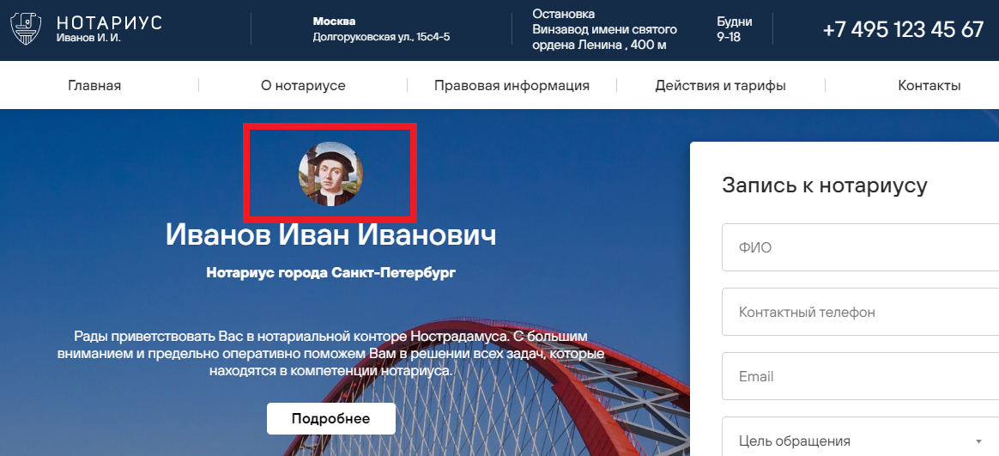 НОТАРИУС
Иванов И. И.
Москва
Долгоруковская ул., 15с4-5
Остановка
Винзавод имени святого
ордена Ленина , 400 м
Будни
9-18
+7 495 123 45 67
Главная
О нотариусе
Правовая информация
Действия и тарифы
Контакты
Иванов Иван Иванович
Нотариус города Санкт-Петербург
Рады приветствовать Вас в нотариальной конторе Нострадамуса. С большим
вниманием и предельно оперативно поможем Вам в решении всех задач, которые
находятся в компетенции нотариуса.
Подробнее
Запись к нотариусу
ФИО
Контактный телефон
Email
Цель обращения